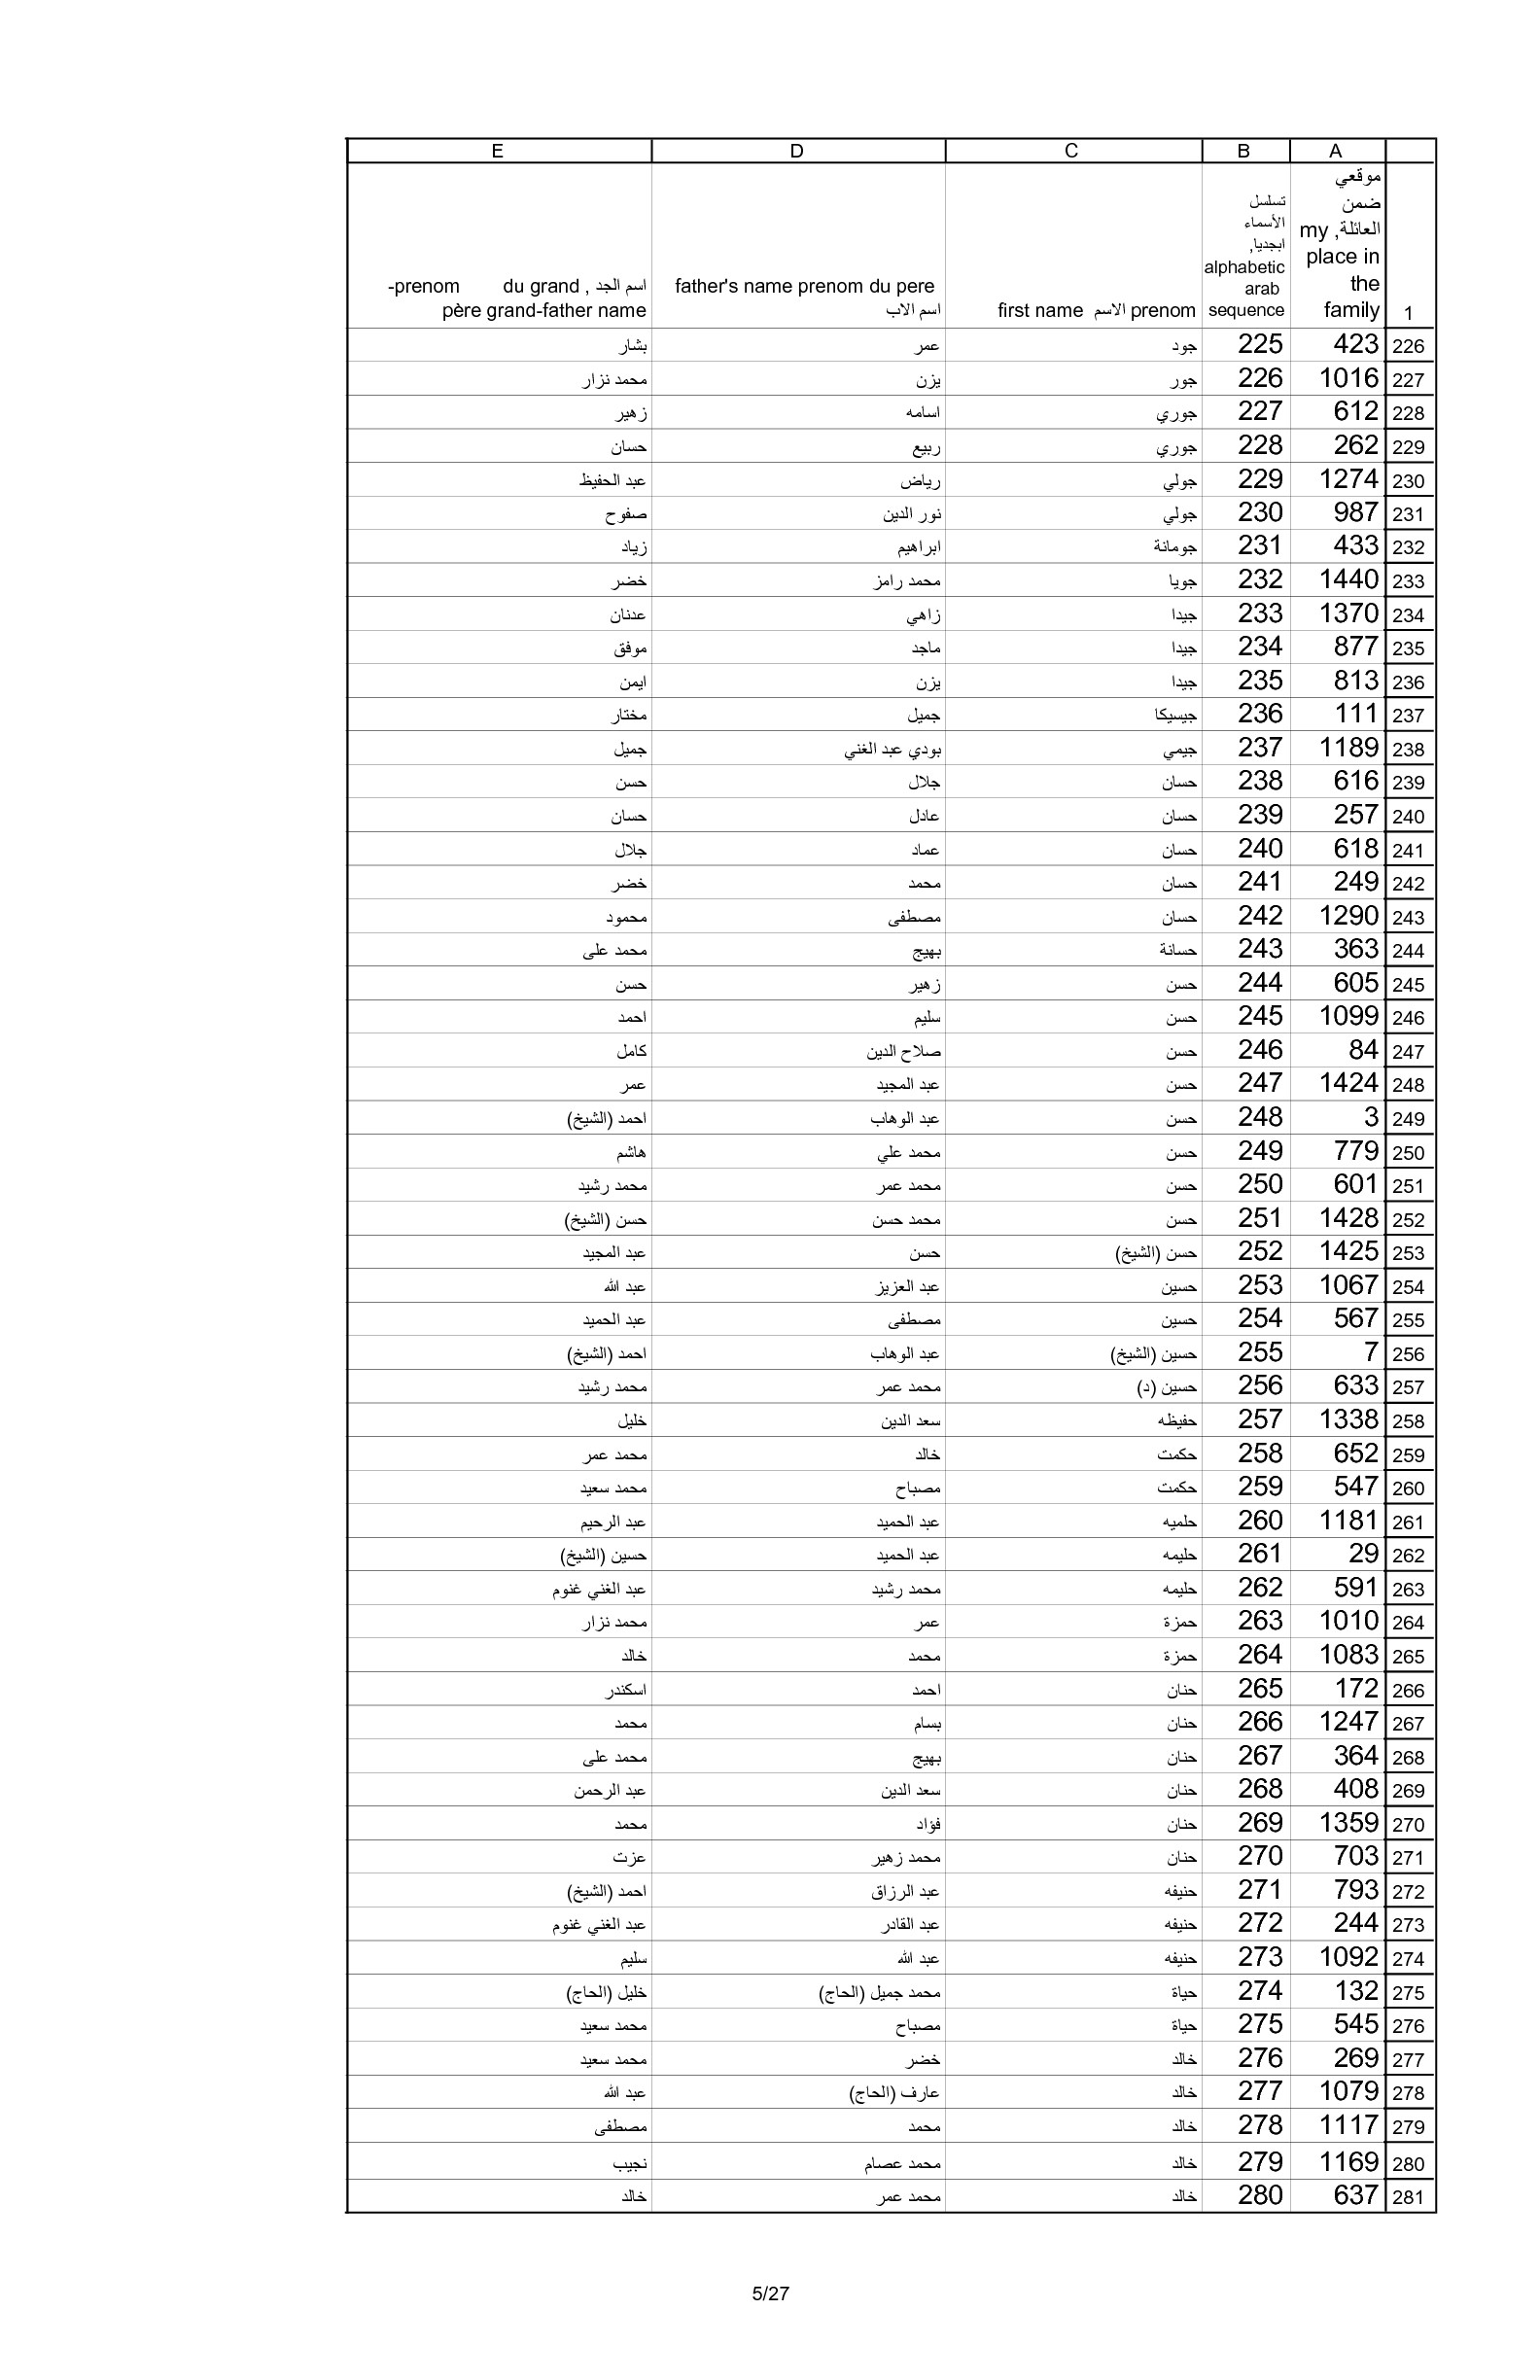 A B C D E
1 موقعي ضمن العائلة, my place in the family تسلسل الأسماء ابجديا, alphabetic arab sequence first name الاسم prenom father's name prenom du pere اسم الاب اسم الجد , du grand -prenom père grand-father name
226 423 225 جود عمر بشار
227 1016 226 جور يزن محمد نزار
228 612 227 جوري اسامه زهير
229 262 228 جوري ربيع حسان
230 1274 229 جولي رياض عبد الحفيظ
231 987 230 جولي نور الدين صفوح
232 433 231 جومانة ابراهيم زياد
233 1440 232 جويا محمد رامز خضر
234 1370 233 جيدا زاهي عدنان
235 877 234 جيدا ماجد موفق
236 813 235 جيدا يزن ايمن
237 111 236 جيسيكا جميل مختار
238 1189 237 جيمي بودي عبد الغني جميل
239 616 238 حسان جلال حسن
240 257 239 حسان عادل حسان
241 618 240 حسان عماد جلال
242 249 241 حسان محمد خضر
243 1290 242 حسان مصطفى محمود
244 363 243 حسانة بهيج محمد على
245 605 244 حسن زهير حسن
246 1099 245 حسن سليم احمد
247 84 246 حسن صلاح الدين كامل
248 1424 247 حسن عبد المجيد عمر
249 3 248 حسن عبد الوهاب احمد (الشيخ)
250 779 249 حسن محمد علي هاشم
251 601 250 حسن محمد عمر محمد رشيد
252 1428 251 حسن محمد حسن حسن (الشيخ)
253 1425 252 حسن (الشيخ) حسن عبد المجيد
254 1067 253 حسين عبد العزيز عبد الله
255 567 254 حسين مصطفى عبد الحميد
256 7 255 حسين (الشيخ) عبد الوهاب احمد (الشيخ)
257 633 256 حسين (د) محمد عمر محمد رشيد
258 1338 257 حفيظه سعد الدين خليل
259 652 258 حكمت خالد محمد عمر
260 547 259 حكمت مصباح محمد سعيد
261 1181 260 حلميه عبد الحميد عبد الرحيم
262 29 261 حليمه عبد الحميد حسين (الشيخ)
263 591 262 حليمه محمد رشيد عبد الغني غنوم
264 1010 263 حمزة عمر محمد نزار
265 1083 264 حمزة محمد خالد
266 172 265 حنان احمد اسكندر
267 1247 266 حنان بسام محمد
268 364 267 حنان بهيج محمد على
269 408 268 حنان سعد الدين عبد الرحمن
270 1359 269 حنان فؤاد محمد
271 703 270 حنان محمد زهير عزت
272 793 271 حنيفه عبد الرزاق احمد (الشيخ)
273 244 272 حنيفه عبد القادر عبد الغني غنوم
274 1092 273 حنيفه عبد الله سليم
275 132 274 حياة محمد جميل (الحاج) خليل (الحاج)
276 545 275 حياة مصباح محمد سعيد
277 269 276 خالد خضر محمد سعيد
278 1079 277 خالد عارف (الحاج) عبد الله
279 1117 278 خالد محمد مصطفى
280 1169 279 خالد محمد عصام نجيب
281 637 280 خالد محمد عمر خالد
5/27